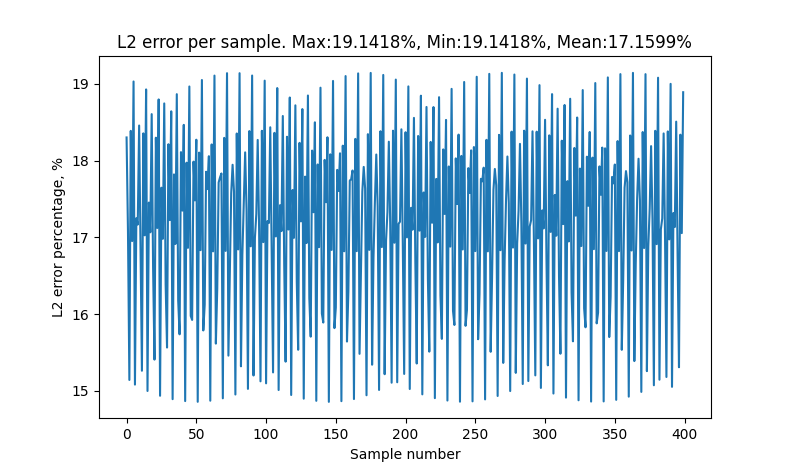 L2 error per sample. Max:19.1418%, Min:19.1418%, Mean:17.1599%
19
18
17
16
15
L2 error percentage, %
0 50 100 150 200 250 300 350 400
Sample number